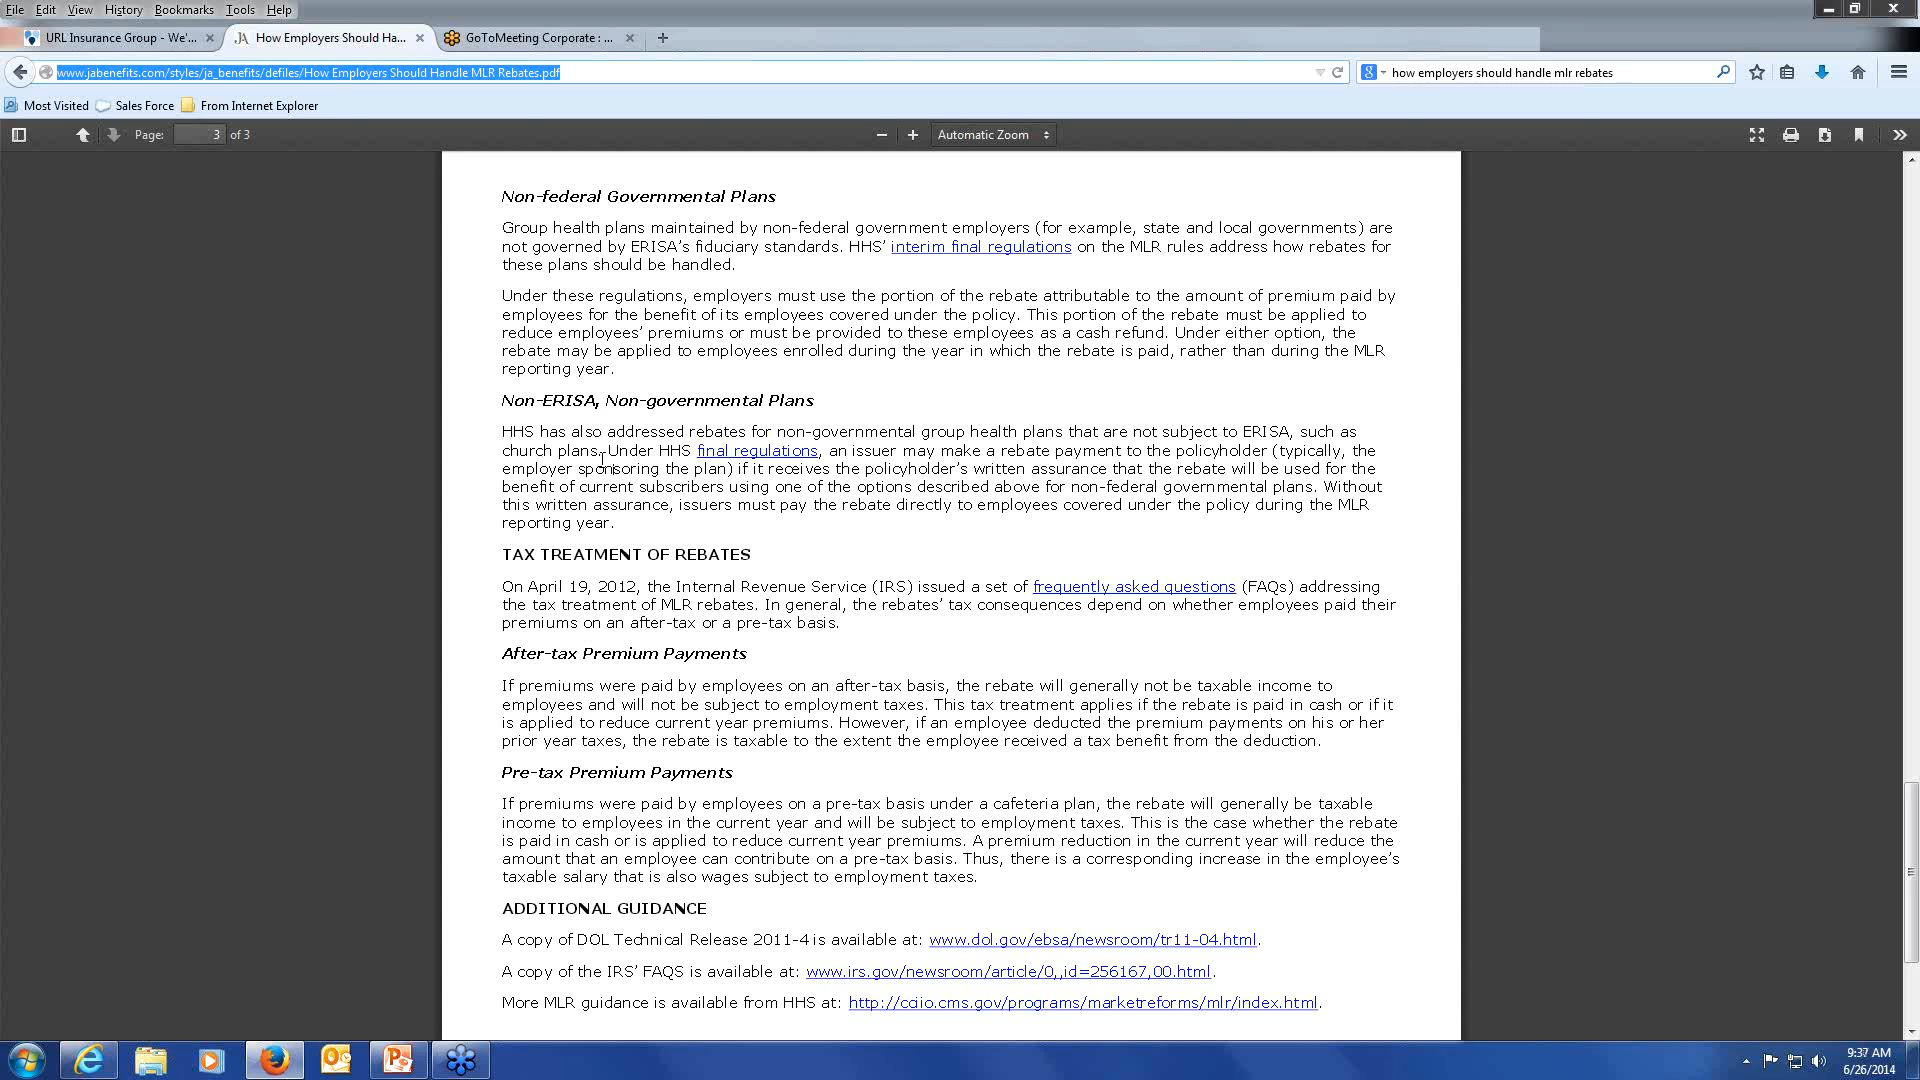 File Edit View History Bookmarks Tools Help
URL Insurance Group - We'... × How Employers Should Ha... × GoToMeeting Corporate : ... × +
www.jabenefits.com/styles/ja_benefits/defiles/How Employers Should Handle MLR Rebates.pdf how employers should handle mlr rebates
Most Visited Sales Force From Internet Explorer
Page: 3 of 3 Automatic Zoom
Non-federal Governmental Plans
Group health plans maintained by non-federal government employers (for example, state and local governments) are
not governed by ERISA's fiduciary standards. HHS' interim final regulations on the MLR rules address how rebates for
these plans should be handled.
Under these regulations, employers must use the portion of the rebate attributable to the amount of premium paid by
employees for the benefit of its employees covered under the policy. This portion of the rebate must be applied to
reduce employees' premiums or must be provided to these employees as a cash refund. Under either option, the
rebate may be applied to employees enrolled during the year in which the rebate is paid, rather than during the MLR
reporting year.
Non-ERISA, Non-governmental Plans
HHS has also addressed rebates for non-governmental group health plans that are not subject to ERISA, such as
church plans. Under HHS final regulations, an issuer may make a rebate payment to the policyholder (typically, the
employer sponsoring the plan) if it receives the policyholder's written assurance that the rebate will be used for the
benefit of current subscribers using one of the options described above for non-federal governmental plans. Without
this written assurance, issuers must pay the rebate directly to employees covered under the policy during the MLR
reporting year.
TAX TREATMENT OF REBATES
On April 19, 2012, the Internal Revenue Service (IRS) issued a set of frequently asked questions (FAQs) addressing
the tax treatment of MLR rebates. In general, the rebates' tax consequences depend on whether employees paid their
premiums on an after-tax or a pre-tax basis.
After-tax Premium Payments
If premiums were paid by employees on an after-tax basis, the rebate will generally not be taxable income to
employees and will not be subject to employment taxes. This tax treatment applies if the rebate is paid in cash or if it
is applied to reduce current year premiums. However, if an employee deducted the premium payments on his or her
prior year taxes, the rebate is taxable to the extent the employee received a tax benefit from the deduction.
Pre-tax Premium Payments
If premiums were paid by employees on a pre-tax basis under a cafeteria plan, the rebate will generally be taxable
income to employees in the current year and will be subject to employment taxes. This is the case whether the rebate
is paid in cash or is applied to reduce current year premiums. A premium reduction in the current year will reduce the
amount that an employee can contribute on a pre-tax basis. Thus, there is a corresponding increase in the employee's
taxable salary that is also wages subject to employment taxes.
ADDITIONAL GUIDANCE
A copy of DOL Technical Release 2011-4 is available at: www.dol.gov/ebsa/newsroom/tr11-04.html.
A copy of the IRS' FAQS is available at: www.irs.gov/newsroom/article/0,,id=256167,00.html.
More MLR guidance is available from HHS at: http://cciio.cms.gov/programs/marketreforms/mlr/index.html.
9:37 AM
6/26/2014